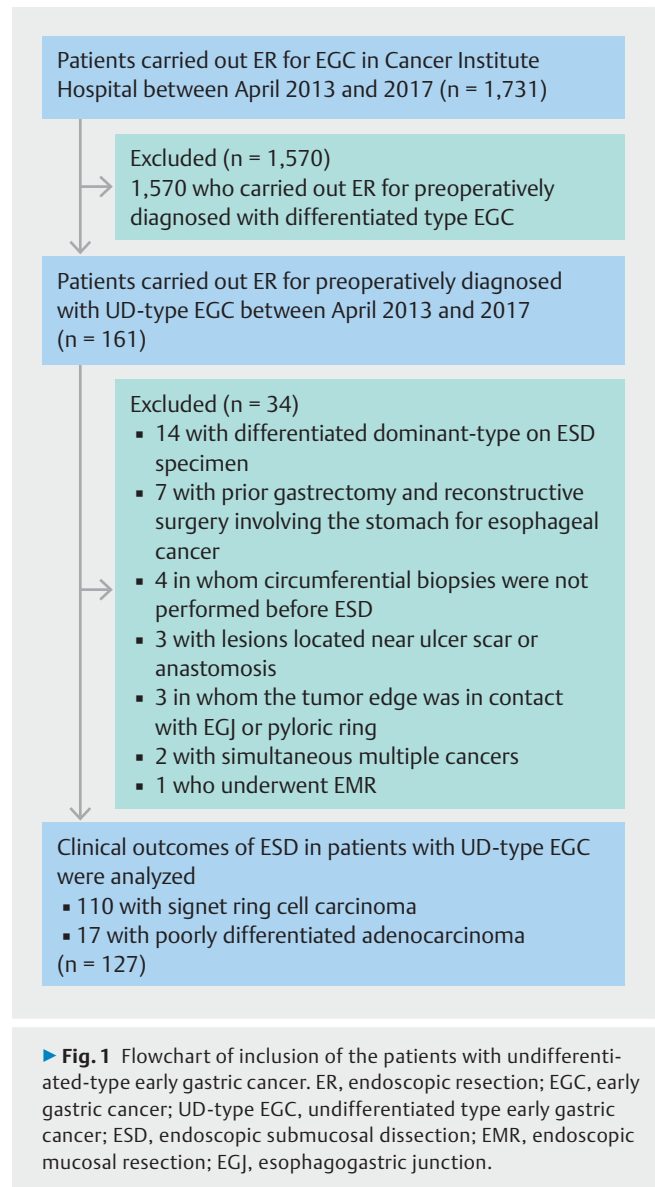 Patients carried out ER for EGC in Cancer Institute
Hospital between April 2013 and 2017 (n = 1,731)
Excluded (n = 1,570)
1,570 who carried out ER for preoperatively
diagnosed with differentiated type EGC
Patients carried out ER for preoperatively diagnosed
with UD-type EGC between April 2013 and 2017
(n = 161)
Excluded (n = 34)
▪ 14 with differentiated dominant-type on ESD
specimen
▪ 7 with prior gastrectomy and reconstructive
surgery involving the stomach for esophageal
cancer
▪ 4 in whom circumferential biopsies were not
performed before ESD
▪ 3 with lesions located near ulcer scar or
anastomosis
▪ 3 in whom the tumor edge was in contact
with EGJ or pyloric ring
▪ 2 with simultaneous multiple cancers
▪ 1 who underwent EMR
Clinical outcomes of ESD in patients with UD-type EGC
were analyzed
▪ 110 with signet ring cell carcinoma
▪ 17 with poorly differentiated adenocarcinoma
(n = 127)
▶ Fig. 1 Flowchart of inclusion of the patients with undifferenti-
ated-type early gastric cancer. ER, endoscopic resection; EGC, early
gastric cancer; UD-type EGC, undifferentiated type early gastric
cancer; ESD, endoscopic submucosal dissection; EMR, endoscopic
mucosal resection; EGJ, esophagogastric junction.